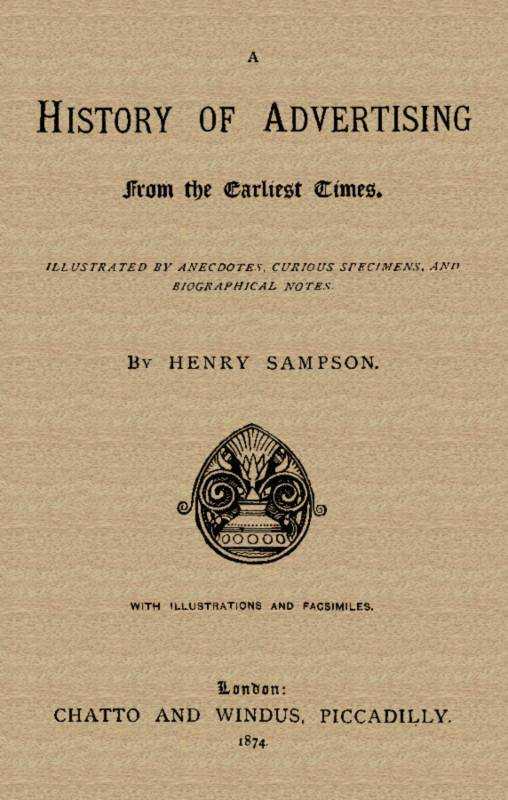 A
HISTORY OF ADVERTISING
From the Earliest Times.
ILLUSTRATED BY ANECDOTES, CURIOUS SPECIMENS, AND
BIOGRAPHICAL NOTES.
BY HENRY SAMPSON.
WITH ILLUSTRATIONS AND FACSIMILES.
London:
CHATTO AND WINDUS, PICCADILLY.
1874.